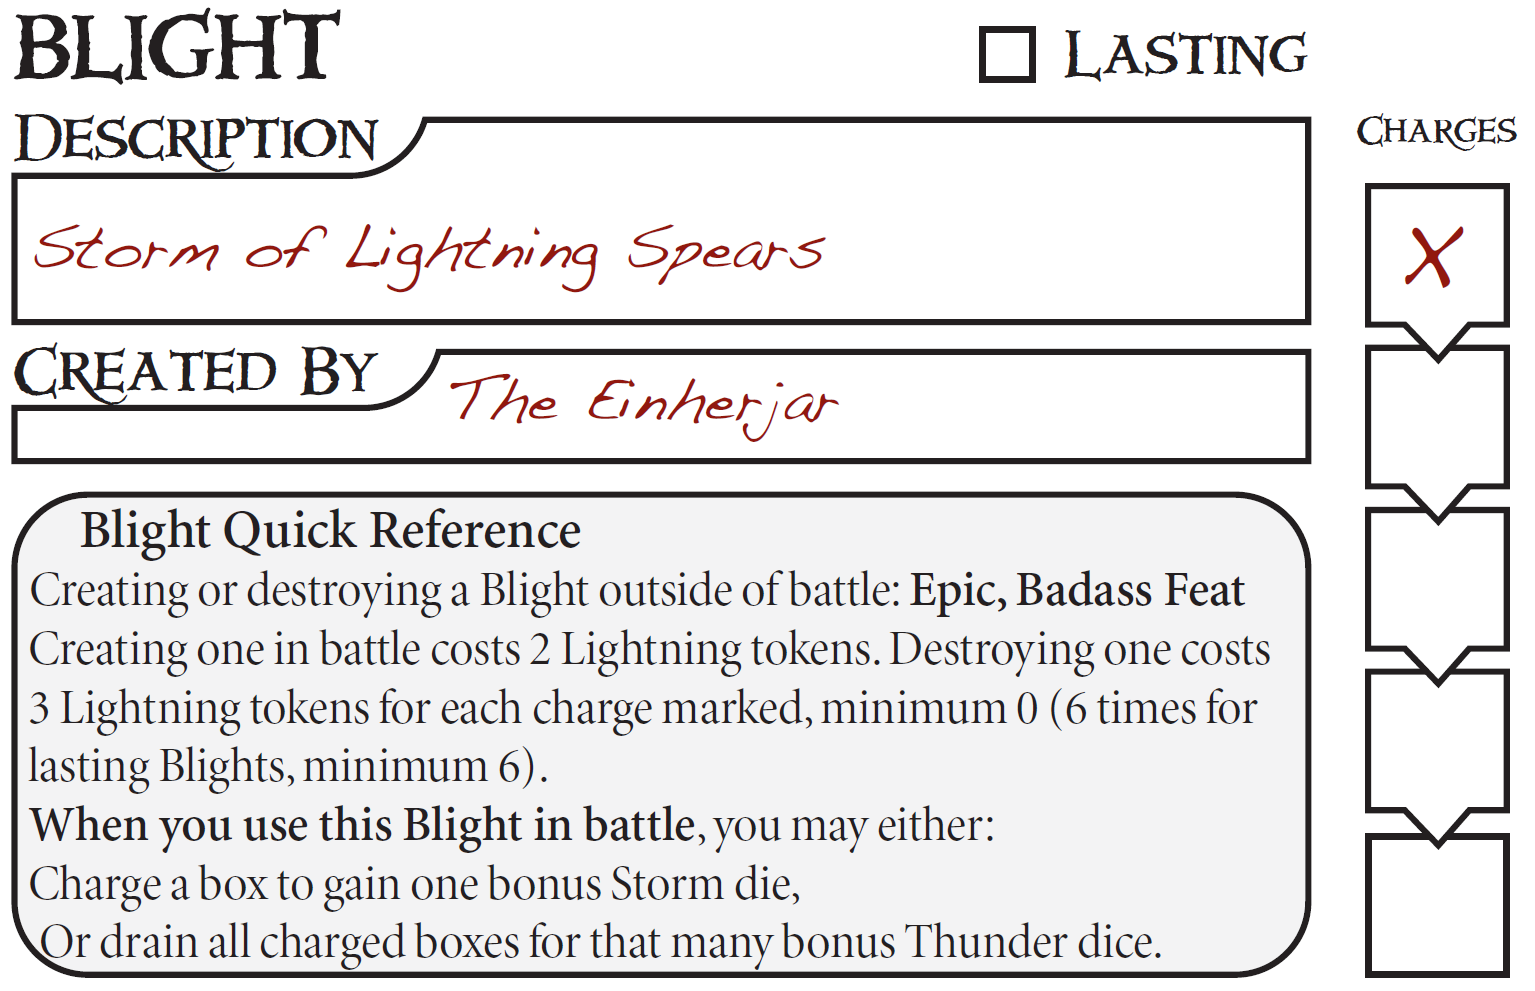 BLIGHT
LASTING
DESCRIPTION
CHARGES
Storm of Lightning Spears
X
CREATED BY
The Einherjar
Blight Quick Reference
Creating or destroying a Blight outside of battle: Epic, Badass Feat
Creating one in battle costs 2 Lightning tokens. Destroying one costs
3 Lightning tokens for each charge marked, minimum 0 (6 times for
lasting Blights, minimum 6).
When you use this Blight in battle, you may either:
Charge a box to gain one bonus Storm die,
Or drain all charged boxes for that many bonus Thunder dice.